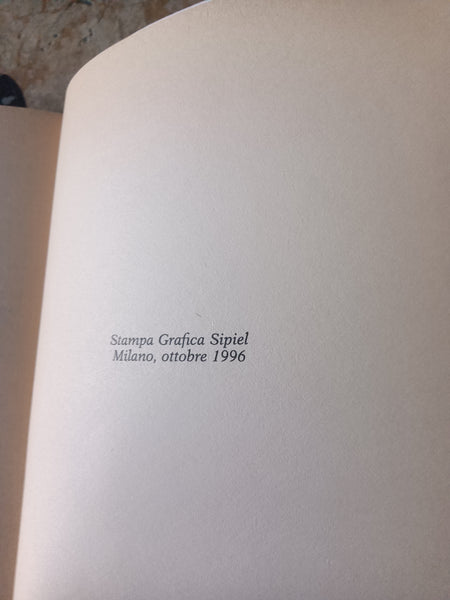 Stampa Grafica Sipiel
Milano, ottobre 1996